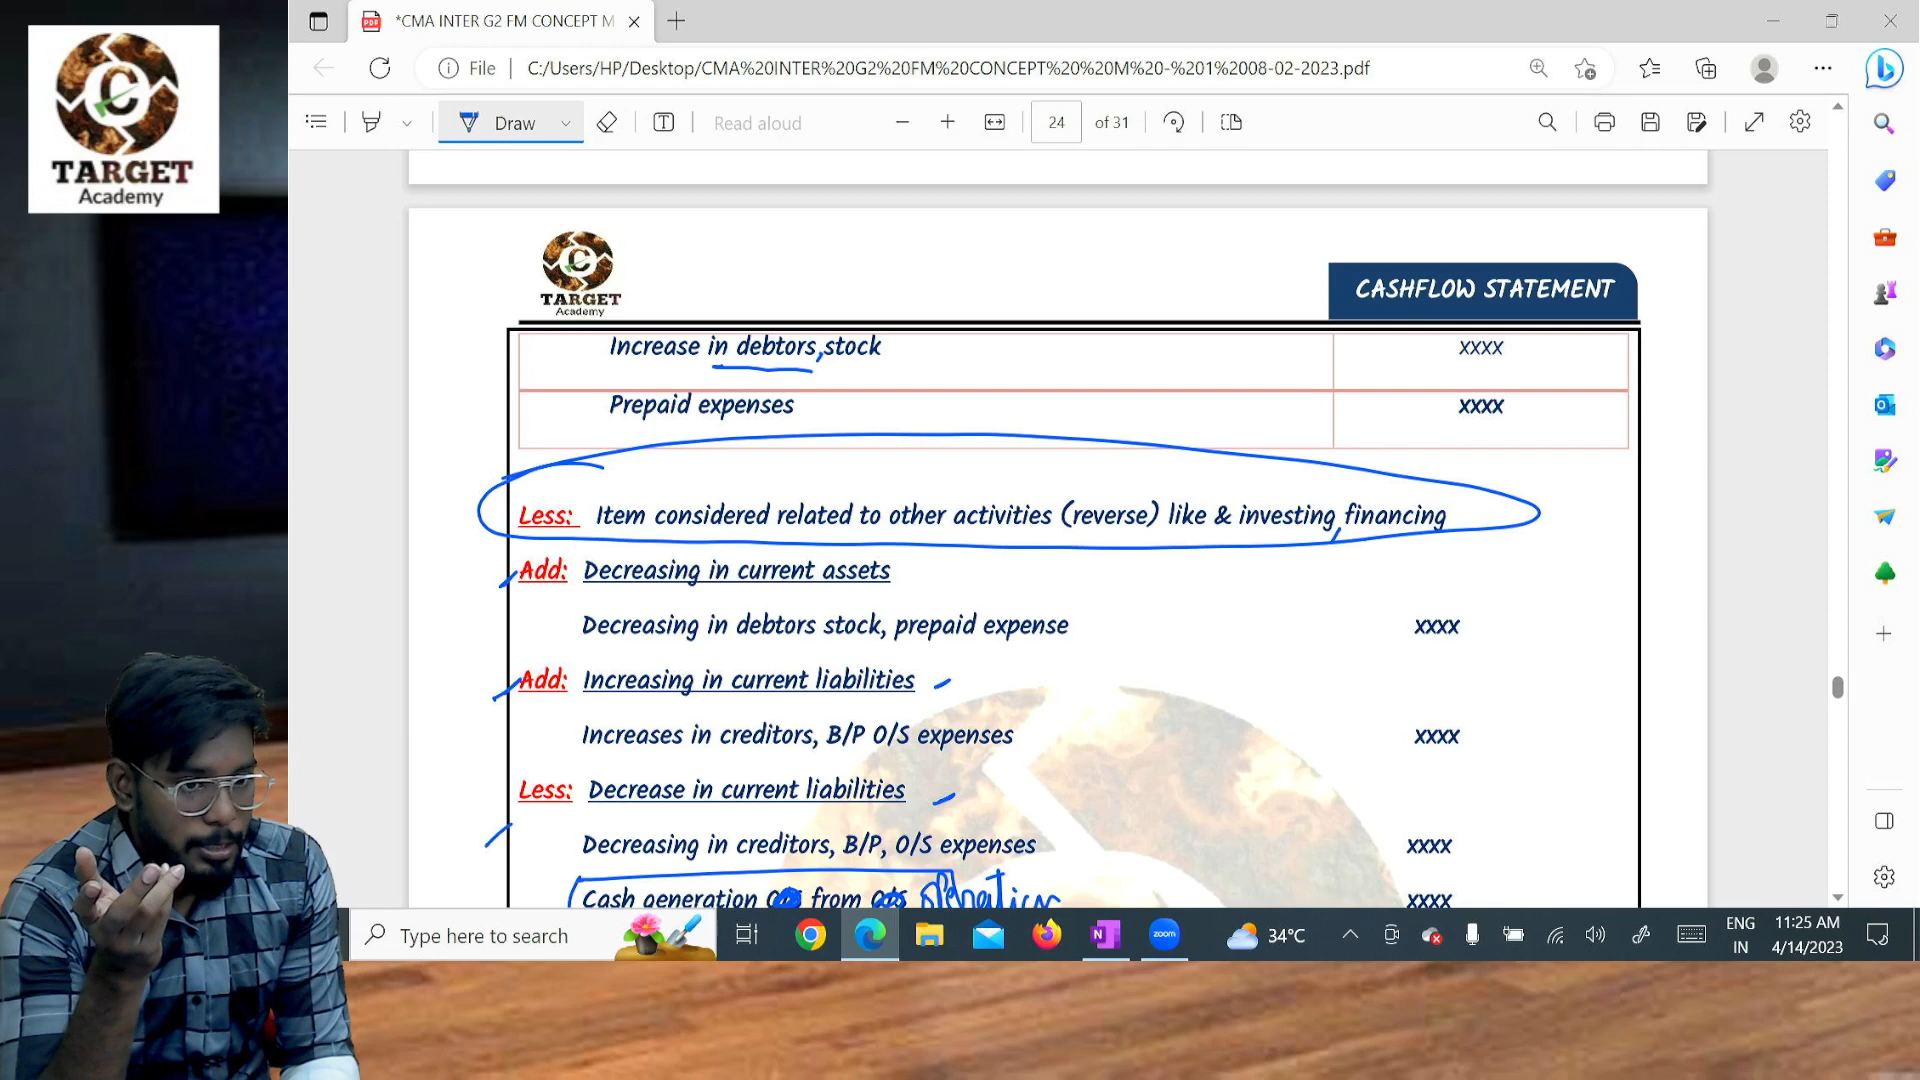 TARGET
Academy
*CMA INTER G2 FM CONCEPT M
File
C:/Users/HP/Desktop/CMA%20INTER%20G2%20FM%20CONCEPT%20%20M%20-%201%2008-02-2023.pdf
Draw
Read aloud
24
of 31
TARGET
Academy
CASHFLOW STATEMENT
Increase in debtors,stock xxxx
Prepaid expenses xxxx
Less: Item considered related to other activities (reverse) like & investing, financing
Add: Decreasing in current assets
Decreasing in debtors stock, prepaid expense xxxx
Add: Increasing in current liabilities
Increases in creditors, B/P O/S expenses xxxx
Less: Decrease in current liabilities
Decreasing in creditors, B/P, O/S expenses xxxx
Cash generation from operation xxxx
Type here to search
zoom
34°C
ENG
IN
11:25 AM
4/14/2023